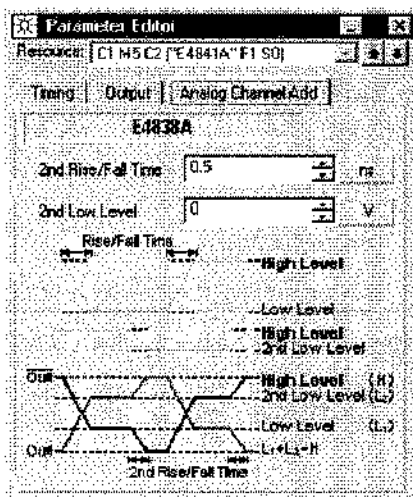 Parameter Editor
Resource: C1 M5 C2 ("E4841A" F1 S0)
Timing Output Analog Channel Add
E4838A
2nd Rise/Fall Time 0.5 ns
2nd Low Level 0 V
Rise/Fall Time
High Level
Low Level
High Level
2nd Low Level
Out High Level (H)
2nd Low Level (L₂)
Low Level (L₁)
Out L₁+L₂-H
2nd Rise/Fall Time